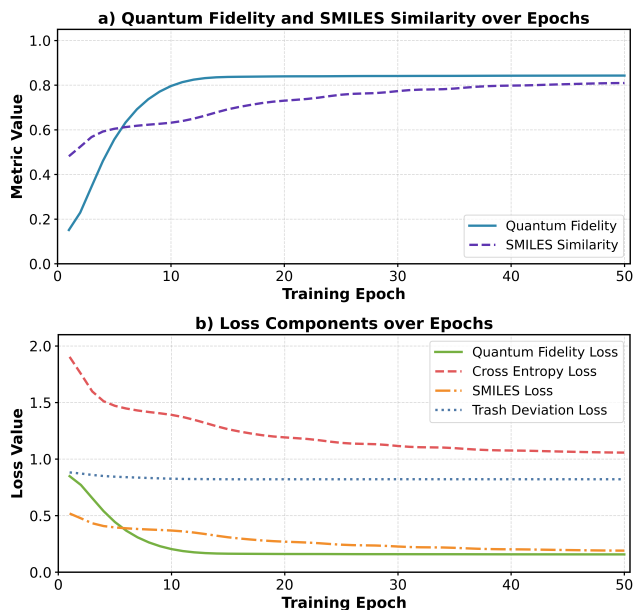 a) Quantum Fidelity and SMILES Similarity over Epochs
Metric Value
1.0
0.8
0.6
0.4
0.2
0.0
Quantum Fidelity
SMILES Similarity
0 10 20 30 40 50
Training Epoch
b) Loss Components over Epochs
Loss Value
2.0
1.5
1.0
0.5
0.0
Quantum Fidelity Loss
Cross Entropy Loss
SMILES Loss
Trash Deviation Loss
0 10 20 30 40 50
Training Epoch